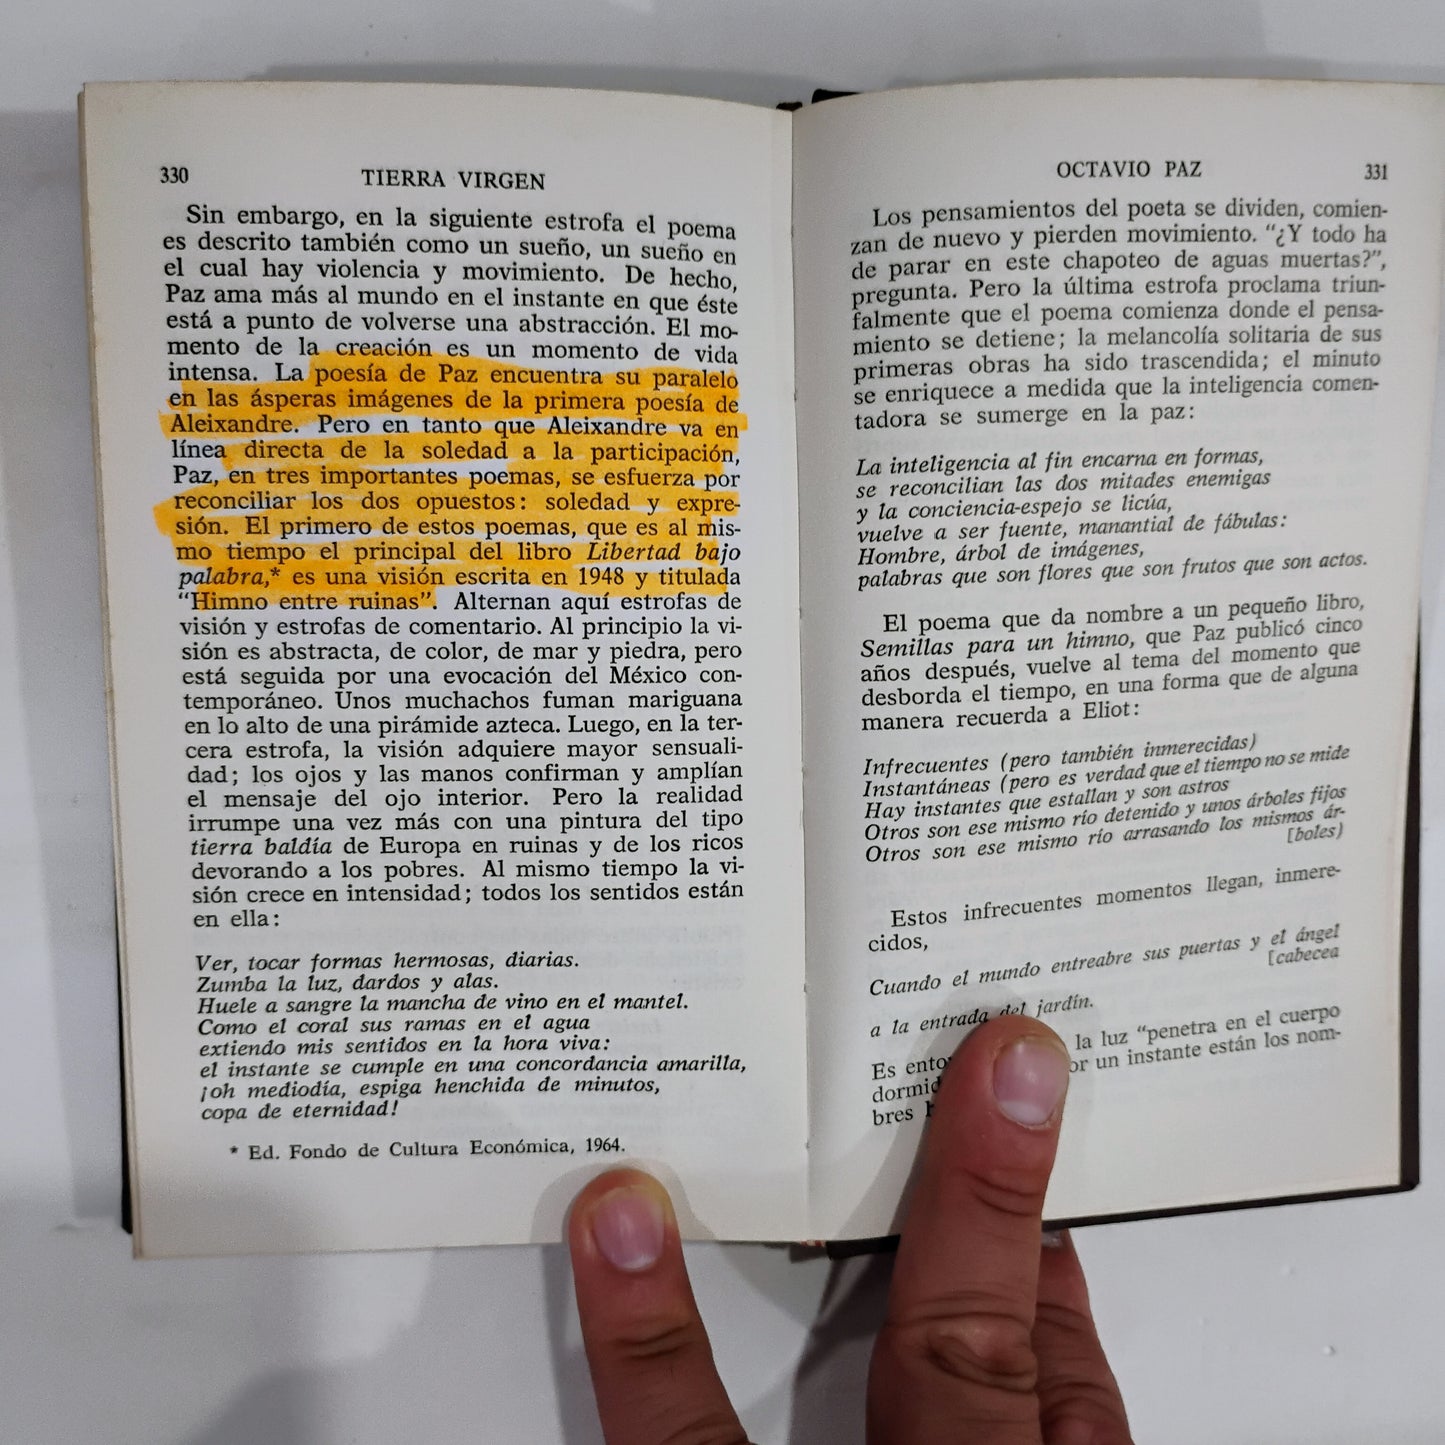 330
TIERRA VIRGEN
Sin embargo, en la siguiente estrofa el poema
es descrito también como un sueño, un sueño en
el cual hay violencia y movimiento. De hecho,
Paz ama más al mundo en el instante en que éste
está a punto de volverse una abstracción. El mo-
mento de la creación es un momento de vida
intensa. La poesía de Paz encuentra su paralelo
en las ásperas imágenes de la primera poesía de
Aleixandre. Pero en tanto que Aleixandre va en
línea directa de la soledad a la participación,
Paz, en tres importantes poemas, se esfuerza por
reconciliar los dos opuestos: soledad y expre-
sión. El primero de estos poemas, que es al mis-
mo tiempo el principal del libro Libertad bajo
palabra,* es una visión escrita en 1948 y titulada
“Himno entre ruinas”. Alternan aquí estrofas de
visión y estrofas de comentario. Al principio la vi-
sión es abstracta, de color, de mar y piedra, pero
está seguida por una evocación del México con-
temporáneo. Unos muchachos fuman mariguana
en lo alto de una pirámide azteca. Luego, en la ter-
cera estrofa, la visión adquiere mayor sensuali-
dad; los ojos y las manos confirman y amplían
el mensaje del ojo interior. Pero la realidad
irrumpe una vez más con una pintura del tipo
tierra baldía de Europa en ruinas y de los ricos
devorando a los pobres. Al mismo tiempo la vi-
sión crece en intensidad; todos los sentidos están
en ella:
Ver, tocar formas hermosas, diarias.
Zumba la luz, dardos y alas.
Huele a sangre la mancha de vino en el mantel.
Como el coral sus ramas en el agua
extiendo mis sentidos en la hora viva:
el instante se cumple en una concordancia amarilla,
¡oh mediodía, espiga henchida de minutos,
copa de eternidad!
* Ed. Fondo de Cultura Económica, 1964.
OCTAVIO PAZ
331
Los pensamientos del poeta se dividen, comien-
zan de nuevo y pierden movimiento. “¿Y todo ha
de parar en este chapoteo de aguas muertas?”,
pregunta. Pero la última estrofa proclama triun-
falmente que el poema comienza donde el pensa-
miento se detiene; la melancolía solitaria de sus
primeras obras ha sido trascendida; el minuto
se enriquece a medida que la inteligencia comen-
tadora se sumerge en la paz:
La inteligencia al fin encarna en formas,
se reconcilian las dos mitades enemigas
y la conciencia-espejo se licúa,
vuelve a ser fuente, manantial de fábulas:
Hombre, árbol de imágenes,
palabras que son flores que son frutos que son actos.
El poema que da nombre a un pequeño libro,
Semillas para un himno, que Paz publicó cinco
años después, vuelve al tema del momento que
desborda el tiempo, en una forma que de alguna
manera recuerda a Eliot:
Infrecuentes (pero también inmerecidas)
Instantáneas (pero es verdad que el tiempo no se mide
Hay instantes que estallan y son astros
Otros son ese mismo río detenido y unos árboles fijos
Otros son ese mismo río arrasando los mismos ár-
[boles)
Estos infrecuentes momentos llegan, inmere-
cidos,
Cuando el mundo entreabre sus puertas y el ángel
[cabecea
a la entrada del jardín.
Es la luz “penetra en el cuerpo
un instante están los nom-
bres